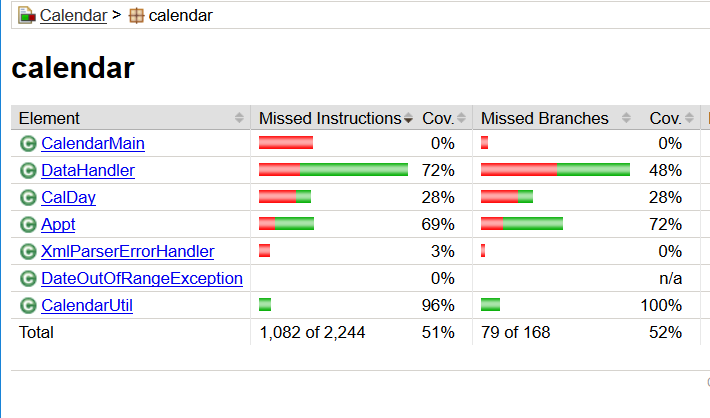 Calendar > calendar
calendar
Element Missed Instructions Cov. Missed Branches Cov.
CalendarMain 0% 0%
DataHandler 72% 48%
CalDay 28% 28%
Appt 69% 72%
XmlParserErrorHandler 3% 0%
DateOutOfRangeException 0% n/a
CalendarUtil 96% 100%
Total 1,082 of 2,244 51% 79 of 168 52%